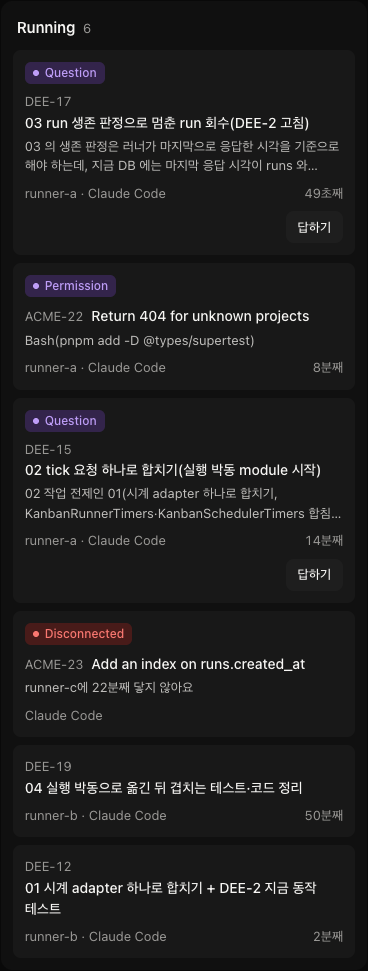 Running 6
Question
DEE-17
03 run 생존 판정으로 멈춘 run 회수(DEE-2 고침)
03 의 생존 판정은 러너가 마지막으로 응답한 시각을 기준으로
해야 하는데, 지금 DB 에는 마지막 응답 시각이 runs 와...
runner-a · Claude Code 49초째
답하기
Permission
ACME-22 Return 404 for unknown projects
Bash(pnpm add -D @types/supertest)
runner-a · Claude Code 8분째
Question
DEE-15
02 tick 요청 하나로 합치기(실행 박동 module 시작)
02 작업 전제인 01(시계 adapter 하나로 합치기,
KanbanRunnerTimers·KanbanSchedulerTimers 합침...
runner-a · Claude Code 14분째
답하기
Disconnected
ACME-23 Add an index on runs.created_at
runner-c에 22분째 닿지 않아요
Claude Code
DEE-19
04 실행 박동으로 옮긴 뒤 겹치는 테스트·코드 정리
runner-b · Claude Code 50분째
DEE-12
01 시계 adapter 하나로 합치기 + DEE-2 지금 동작
테스트
runner-b · Claude Code 2분째